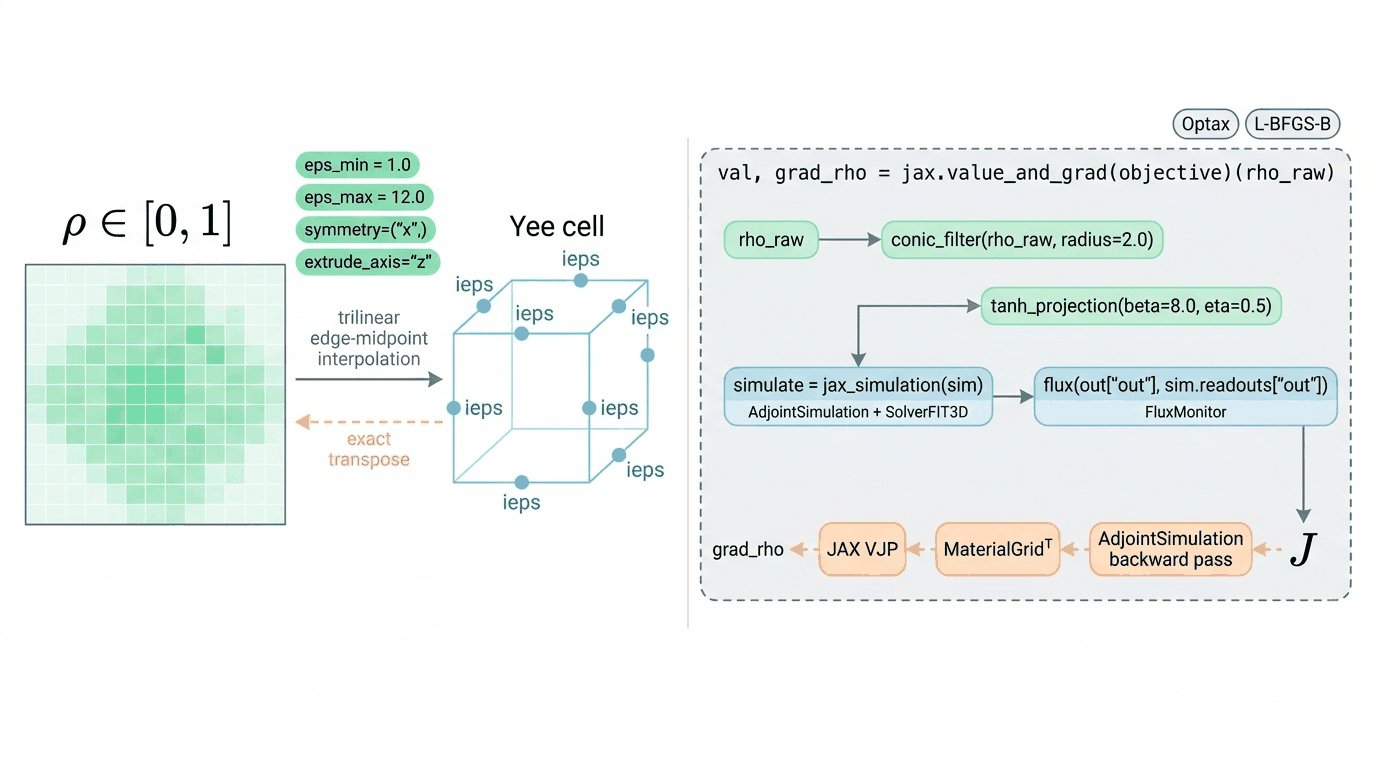 ρ ∈ [0, 1]
eps_min = 1.0
eps_max = 12.0
symmetry=(“x”,)
extrude_axis=“z”
trilinear
edge-midpoint
interpolation
exact
transpose
Yee cell
ieps
ieps
ieps
ieps
ieps
ieps
ieps
ieps
Optax
L-BFGS-B
val, grad_rho = jax.value_and_grad(objective)(rho_raw)
rho_raw
conic_filter(rho_raw, radius=2.0)
tanh_projection(beta=8.0, eta=0.5)
simulate = jax_simulation(sim)
AdjointSimulation + SolverFIT3D
flux(out[“out”], sim.readouts[“out”])
FluxMonitor
grad_rho
JAX VJP
MaterialGridᵀ
AdjointSimulation
backward pass
J